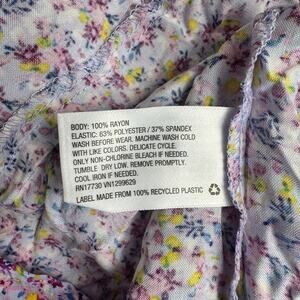 BODY: 100% RAYON
ELASTIC: 63% POLYESTER / 37% SPANDEX
WASH BEFORE WEAR. MACHINE WASH COLD
WITH LIKE COLORS. DELICATE CYCLE.
ONLY NON-CHLORINE BLEACH IF NEEDED.
TUMBLE DRY LOW. REMOVE PROMPTLY.
COOL IRON IF NEEDED.
RN17730 VN1299629
LABEL MADE FROM 100% RECYCLED PLASTIC